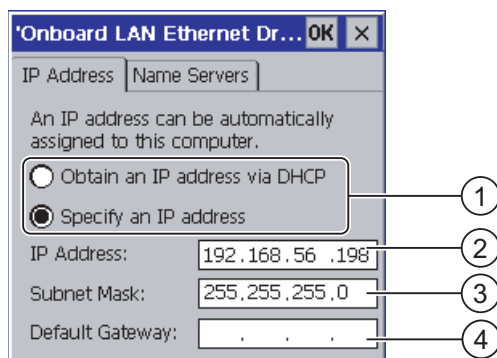 'Onboard LAN Ethernet Dr... OK ×
IP Address Name Servers
An IP address can be automatically
assigned to this computer.
Obtain an IP address via DHCP
Specify an IP address
1
IP Address: 192.168.56 .198
2
Subnet Mask: 255.255.255.0
3
Default Gateway: . . .
4